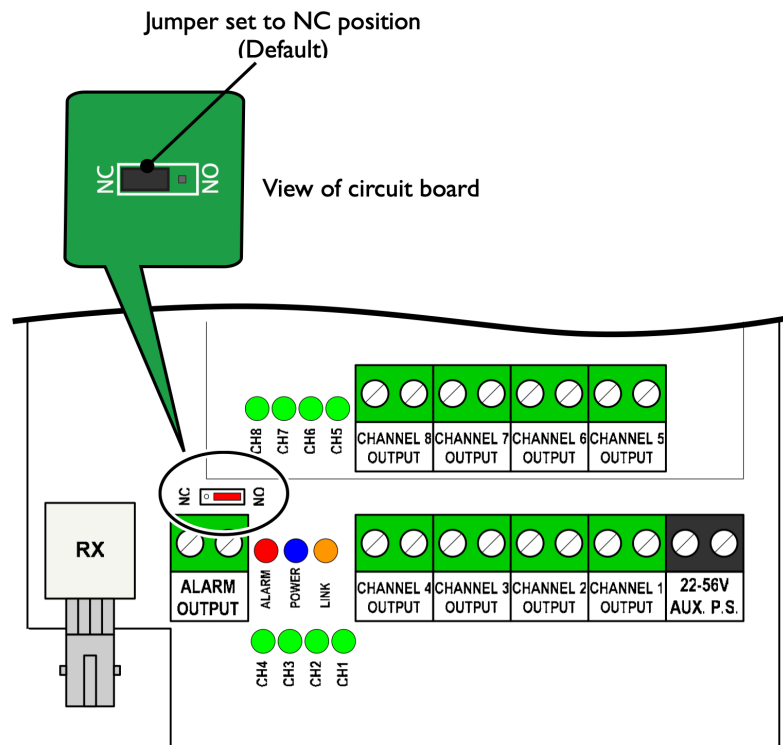 Jumper set to NC position
(Default)
NC
NO
View of circuit board
CH8
CH7
CH6
CH5
CHANNEL 8
OUTPUT
CHANNEL 7
OUTPUT
CHANNEL 6
OUTPUT
CHANNEL 5
OUTPUT
NC
NO
RX
ALARM
OUTPUT
ALARM
POWER
LINK
CHANNEL 4
OUTPUT
CHANNEL 3
OUTPUT
CHANNEL 2
OUTPUT
CHANNEL 1
OUTPUT
22-56V
AUX. P.S.
CH4
CH3
CH2
CH1